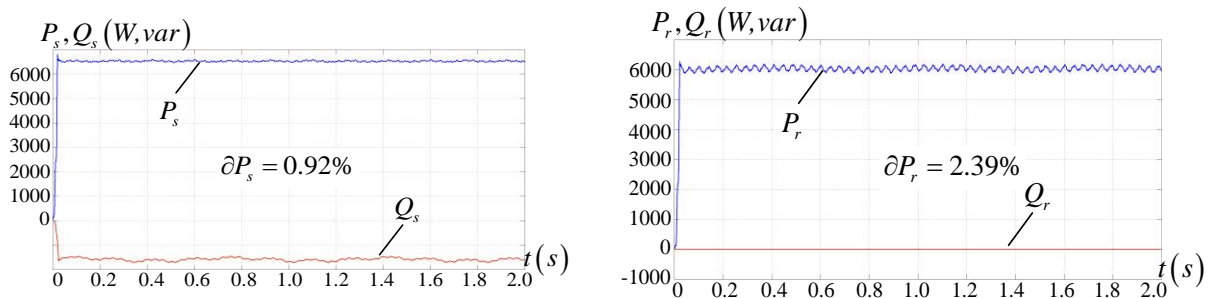 P_s, Q_s (W, var)
6000
5000
4000
3000
2000
1000
0
P_s
∂P_s = 0.92%
Q_s
t(s)
0 0.2 0.4 0.6 0.8 1.0 1.2 1.4 1.6 1.8 2.0
P_r, Q_r (W, var)
6000
5000
4000
3000
2000
1000
0
-1000
P_r
∂P_r = 2.39%
Q_r
t(s)
0 0.2 0.4 0.6 0.8 1.0 1.2 1.4 1.6 1.8 2.0